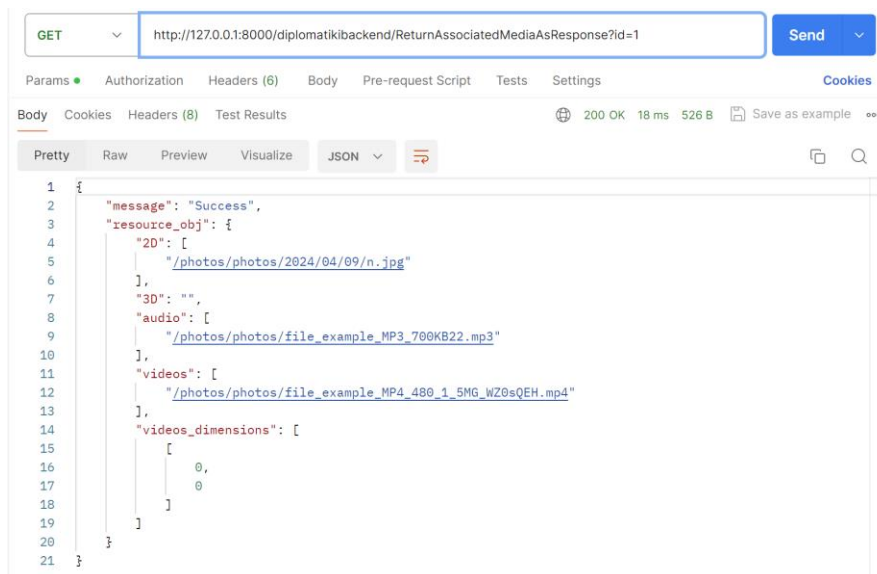 GET http://127.0.0.1:8000/diplomatikibackend/ReturnAssociatedMediaAsResponse?id=1 Send
Params Authorization Headers (6) Body Pre-request Script Tests Settings Cookies
Body Cookies Headers (8) Test Results 200 OK 18 ms 526 B Save as example
Pretty Raw Preview Visualize JSON
1 {
2 "message": "Success",
3 "resource_obj": {
4 "2D": [
5 "/photos/photos/2024/04/09/n.jpg"
6 ],
7 "3D": "",
8 "audio": [
9 "/photos/photos/file_example_MP3_700KB22.mp3"
10 ],
11 "videos": [
12 "/photos/photos/file_example_MP4_480_1_5MG_WZ0sQEH.mp4"
13 ],
14 "videos_dimensions": [
15 [
16 0,
17 0
18 ]
19 ]
20 }
21 }